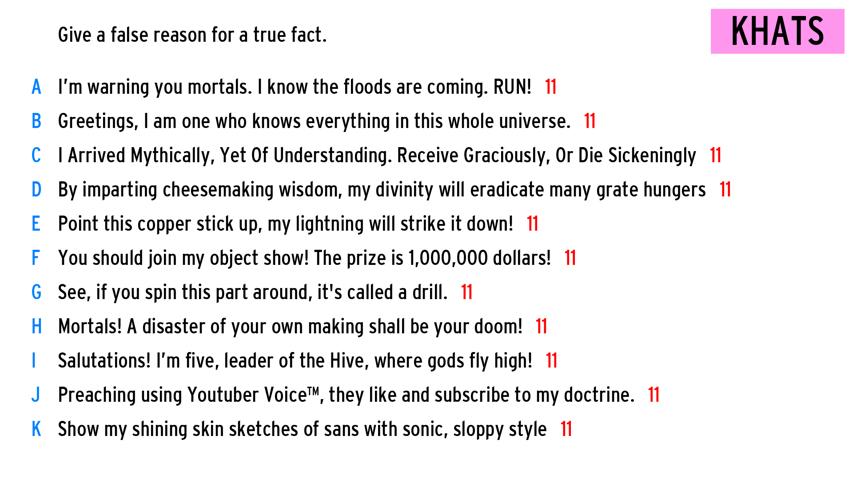 Give a false reason for a true fact.
KHATS
A I'm warning you mortals. I know the floods are coming. RUN! 11
B Greetings, I am one who knows everything in this whole universe. 11
C I Arrived Mythically, Yet Of Understanding. Receive Graciously, Or Die Sickeningly 11
D By imparting cheesemaking wisdom, my divinity will eradicate many grate hungers 11
E Point this copper stick up, my lightning will strike it down! 11
F You should join my object show! The prize is 1,000,000 dollars! 11
G See, if you spin this part around, it's called a drill. 11
H Mortals! A disaster of your own making shall be your doom! 11
I Salutations! I'm five, leader of the Hive, where gods fly high! 11
J Preaching using Youtuber Voice™, they like and subscribe to my doctrine. 11
K Show my shining skin sketches of sans with sonic, sloppy style 11